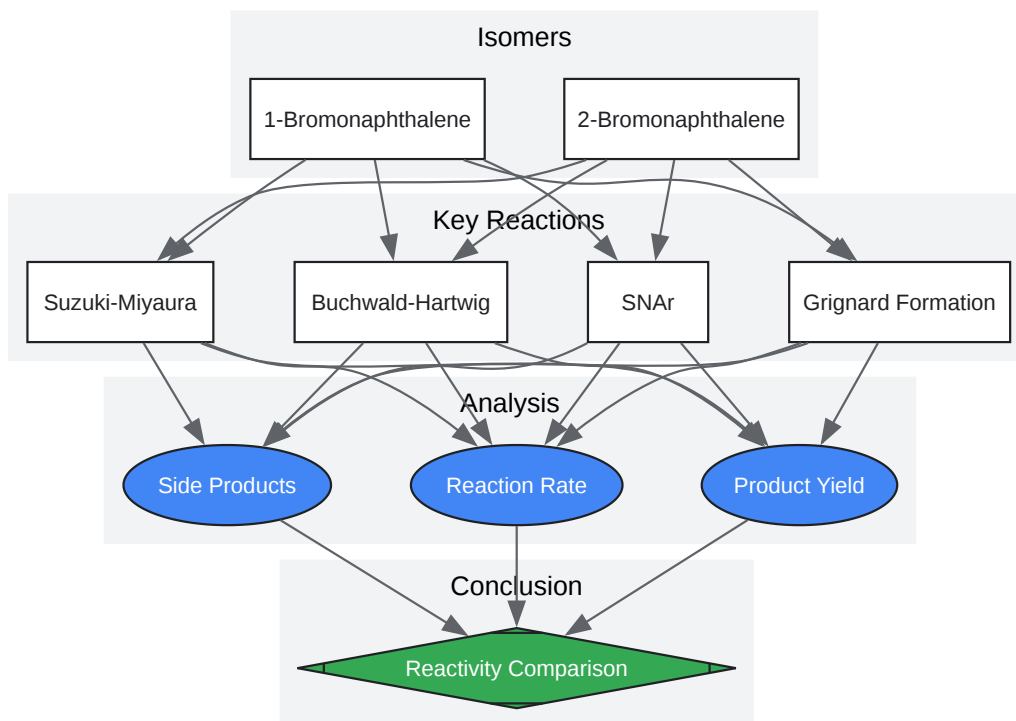 Isomers
1-Bromonaphthalene
2-Bromonaphthalene
Key Reactions
Suzuki-Miyaura
Buchwald-Hartwig
SNAr
Grignard Formation
Analysis
Side Products
Reaction Rate
Product Yield
Conclusion
Reactivity Comparison